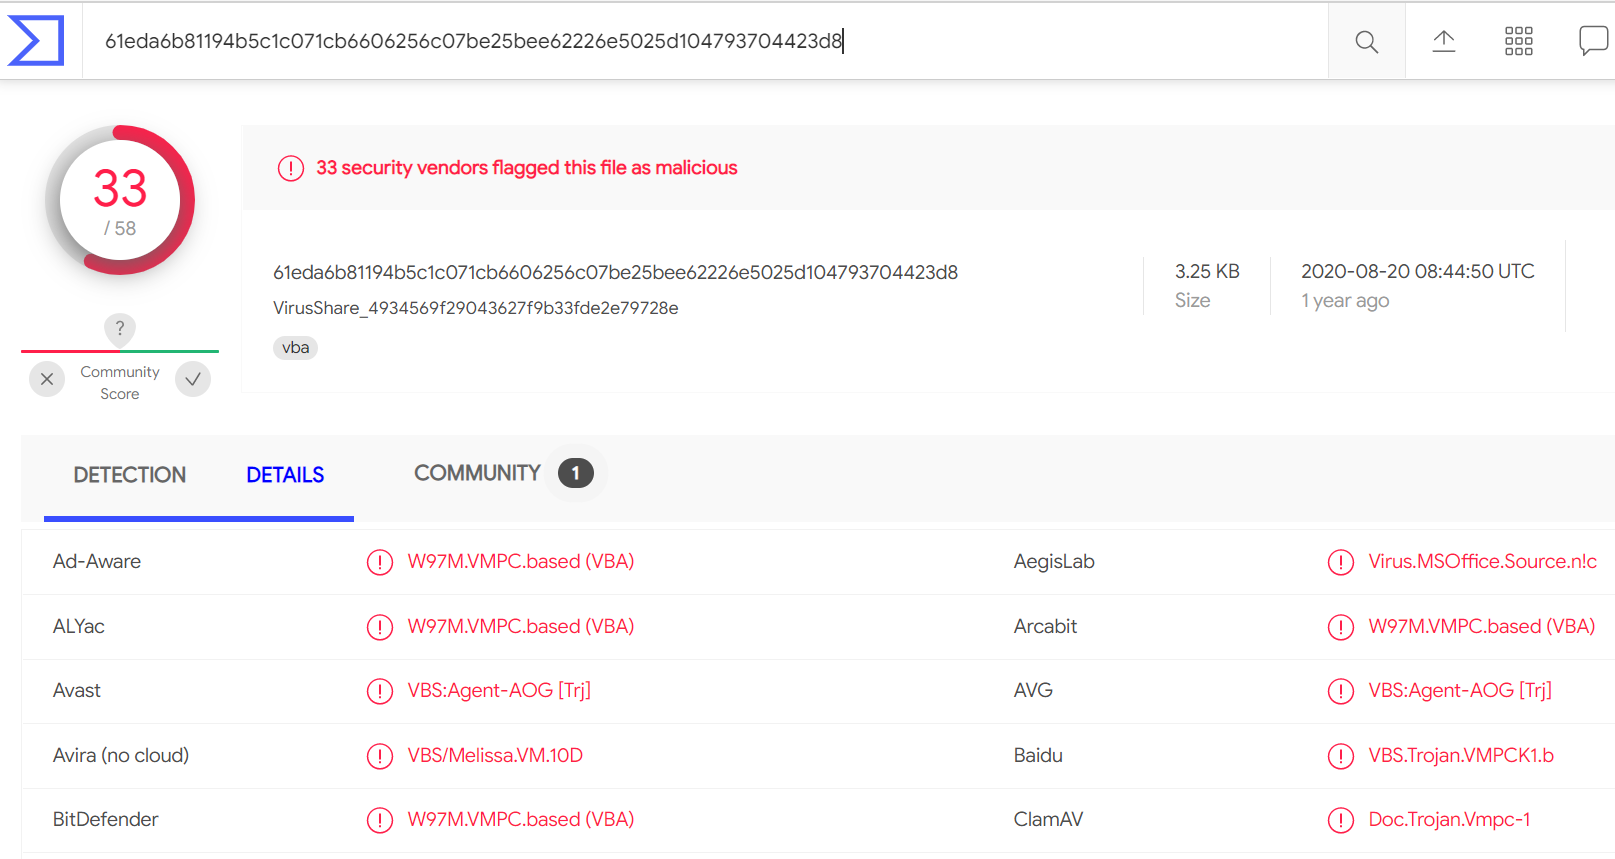 61eda6b81194b5c1c071cb6606256c07be25bee62226e5025d104793704423d8
33
/ 58
33 security vendors flagged this file as malicious
61eda6b81194b5c1c071cb6606256c07be25bee62226e5025d104793704423d8
VirusShare_4934569f29043627f9b33fde2e79728e
vba
3.25 KB
Size
2020-08-20 08:44:50 UTC
1 year ago
?
Community
Score
DETECTION DETAILS COMMUNITY 1
Ad-Aware W97M.VMPC.based (VBA) AegisLab Virus.MSOffice.Source.n!c
ALYac W97M.VMPC.based (VBA) Arcabit W97M.VMPC.based (VBA)
Avast VBS:Agent-AOG [Trj] AVG VBS:Agent-AOG [Trj]
Avira (no cloud) VBS/Melissa.VM.10D Baidu VBS.Trojan.VMPCK1.b
BitDefender W97M.VMPC.based (VBA) ClamAV Doc.Trojan.Vmpc-1